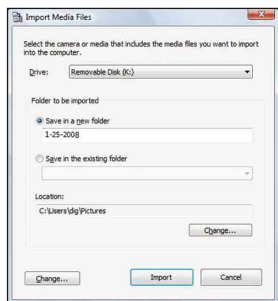 Import Media Files
Select the camera or media that includes the media files you want to import
into the computer.
Drive: Removable Disk (K:)
Folder to be imported
Save in a new folder
1-25-2008
Save in the existing folder
Location:
C:\Users\dig\Pictures
Change...
Change... Import Cancel